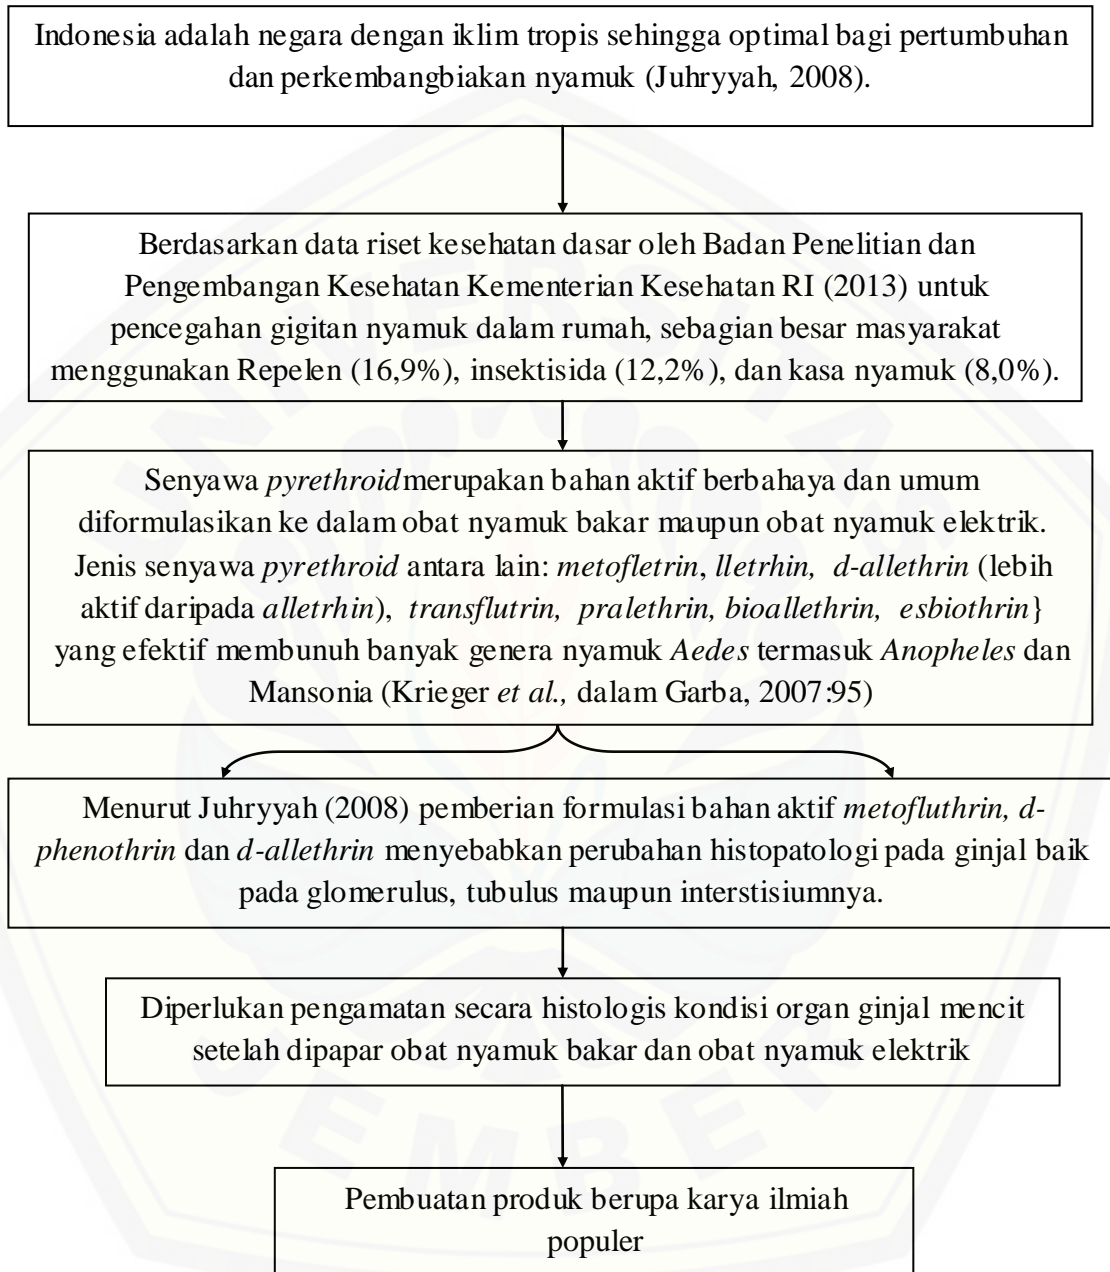 Indonesia adalah negara dengan iklim tropis sehingga optimal bagi pertumbuhan
dan perkembangbiakan nyamuk (Juhryyah, 2008).
Berdasarkan data riset kesehatan dasar oleh Badan Penelitian dan
Pengembangan Kesehatan Kementerian Kesehatan RI (2013) untuk
pencegahan gigitan nyamuk dalam rumah, sebagian besar masyarakat
menggunakan Repelen (16,9%), insektisida (12,2%), dan kasa nyamuk (8,0%).
Senyawa pyrethroid merupakan bahan aktif berbahaya dan umum
diformulasikan ke dalam obat nyamuk bakar maupun obat nyamuk elektrik.
Jenis senyawa pyrethroid antara lain: metofletrin, lletrhin, d-allethrin (lebih
aktif daripada alletrhin), transflutrin, pralethrin, bioallethrin, esbiothrin}
yang efektif membunuh banyak genera nyamuk Aedes termasuk Anopheles dan
Mansonia (Krieger et al., dalam Garba, 2007:95)
Menurut Juhryyah (2008) pemberian formulasi bahan aktif metofluthrin, d-
phenothrin dan d-allethrin menyebabkan perubahan histopatologi pada ginjal baik
pada glomerulus, tubulus maupun interstisiumnya.
Diperlukan pengamatan secara histologis kondisi organ ginjal mencit
setelah dipapar obat nyamuk bakar dan obat nyamuk elektrik
Pembuatan produk berupa karya ilmiah
populer
UNIVERSITAS
JEMBER